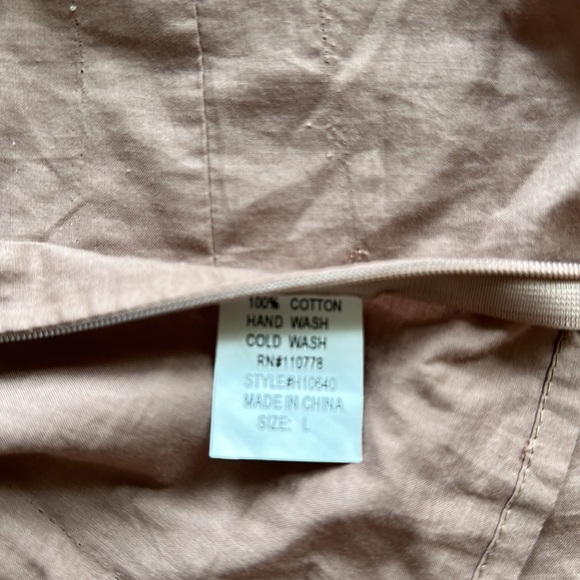 100% COTTON
HAND WASH
COLD WASH
RN#110778
STYLE#H10640
MADE IN CHINA
SIZE: L